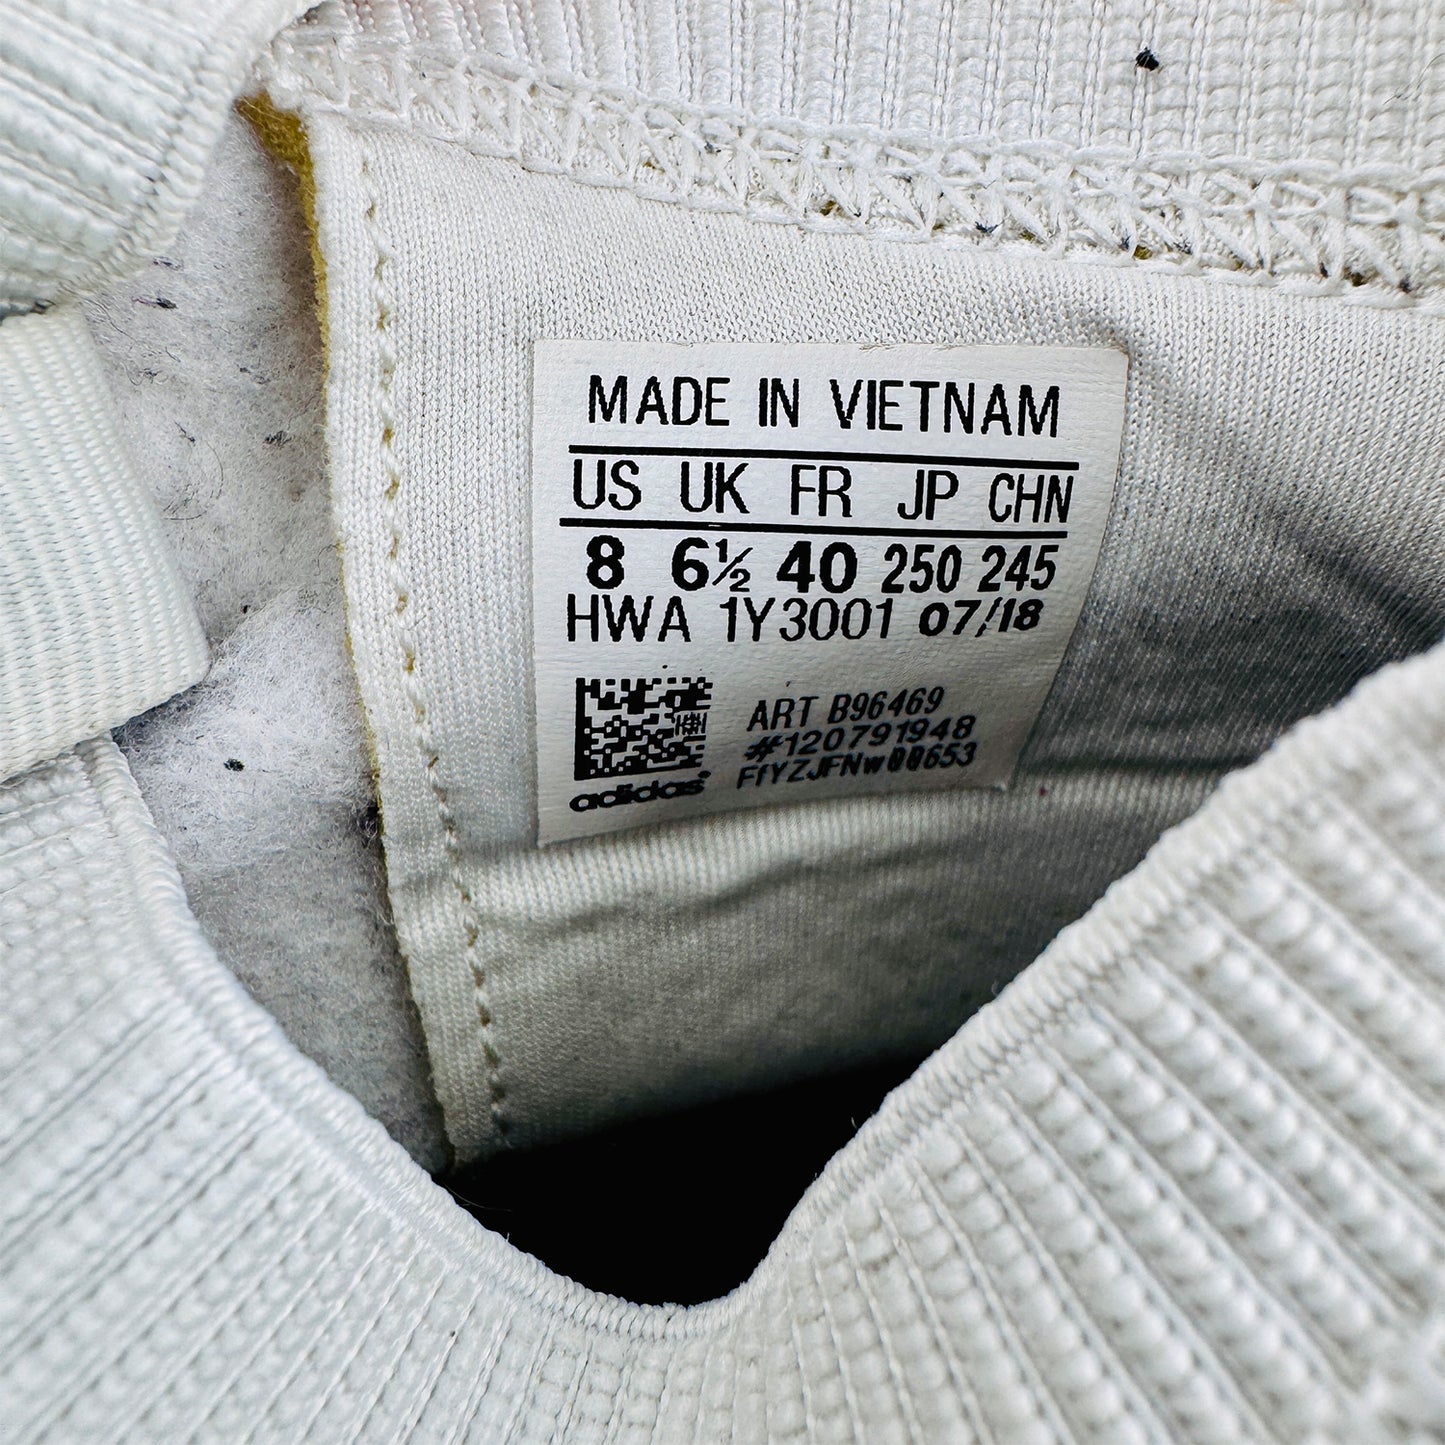 MADE IN VIETNAM
US UK FR JP CHN
8 6½ 40 250 245
HWA 1Y3001 07/18
ART B96469
#120791948
FfYZJFNw00653
adidas